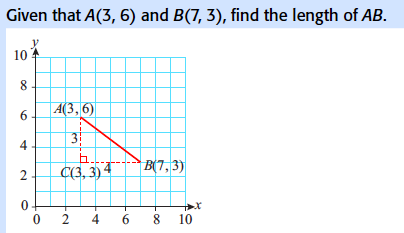 Given that A(3, 6) and B(7, 3), find the length of AB.
y
10
8
6
A(3, 6)
3
4
C(3, 3) 4
B(7, 3)
2
0
x
0 2 4 6 8 10